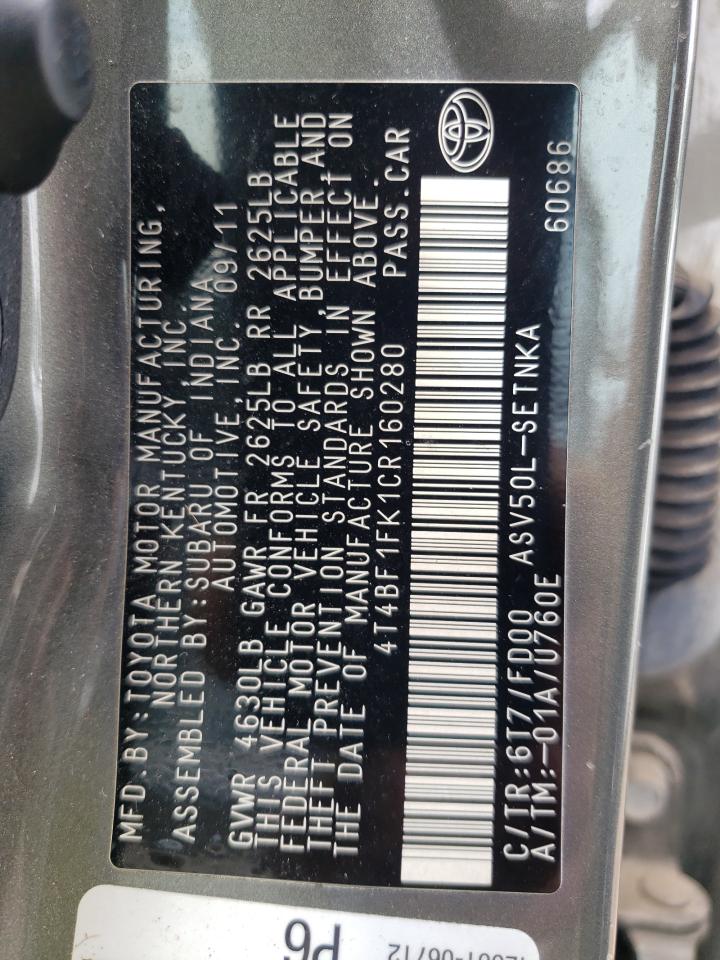 MFD.BY:TOYOTA MOTOR MANUFACTURING,
NORTHERN KENTUCKY,INC
ASSEMBLED BY:SUBARU OF INDIANA
AUTOMOTIVE,INC. 09/11
GVWR 4630LB GAWR FR 2625LB RR 2625LB
THIS VEHICLE CONFORMS TO ALL APPLICABLE
FEDERAL MOTOR VEHICLE SAFETY,BUMPER AND
THEFT PREVENTION STANDARDS IN EFFECT ON
THE DATE OF MANUFACTURE SHOWN ABOVE.
4T4BF1FK1CR160280 PASS.CAR
C/TR:6T7/FD00 ASV50L-SETNKA 60686
A/TM:-01A/U760E
P6